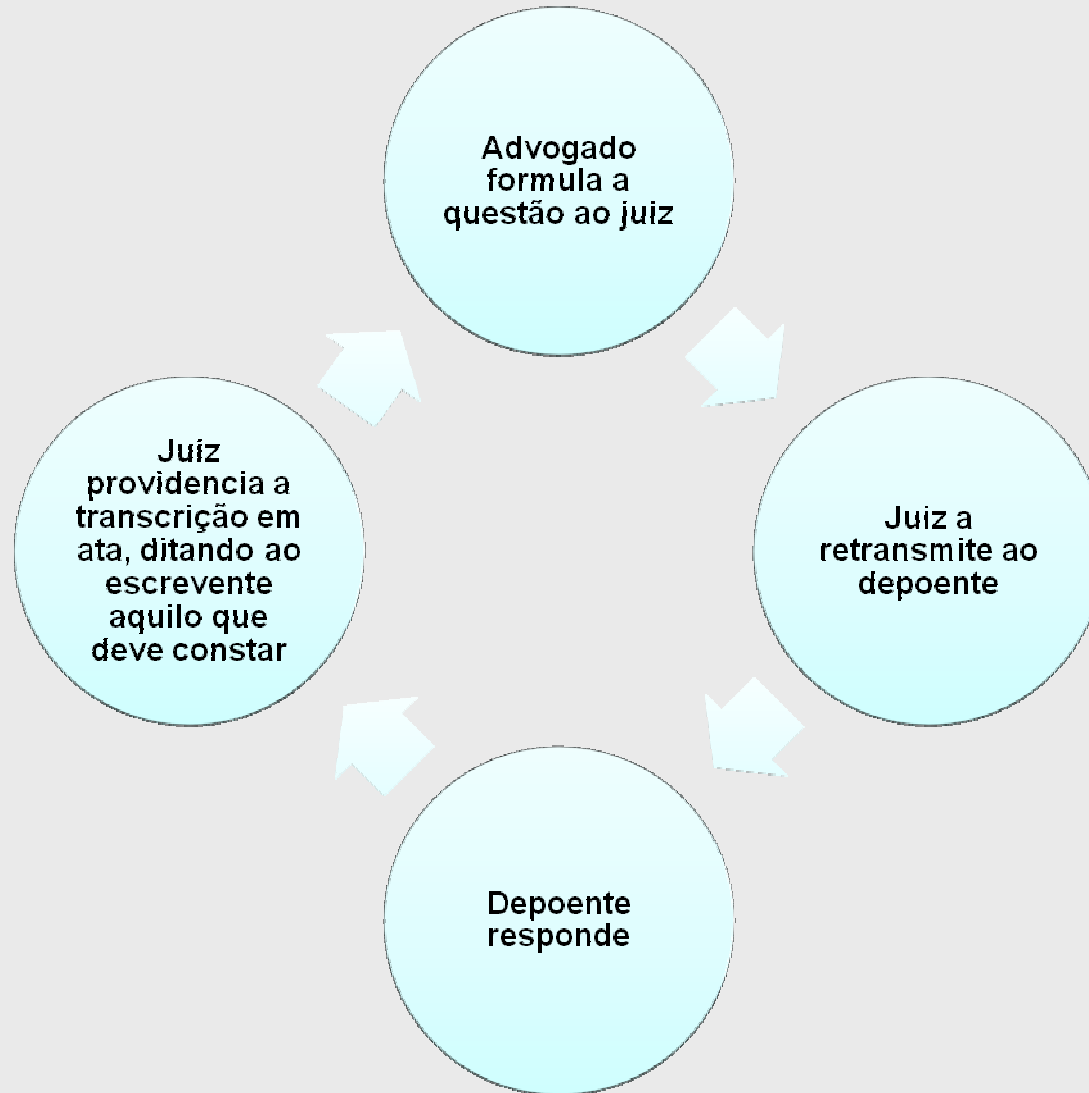 Advogado
formula a
questão ao juiz
Juiz a
retransmite ao
depoente
Depoente
responde
Juíz
providencia a
transcrição em
ata, ditando ao
escrevente
aquilo que
deve constar